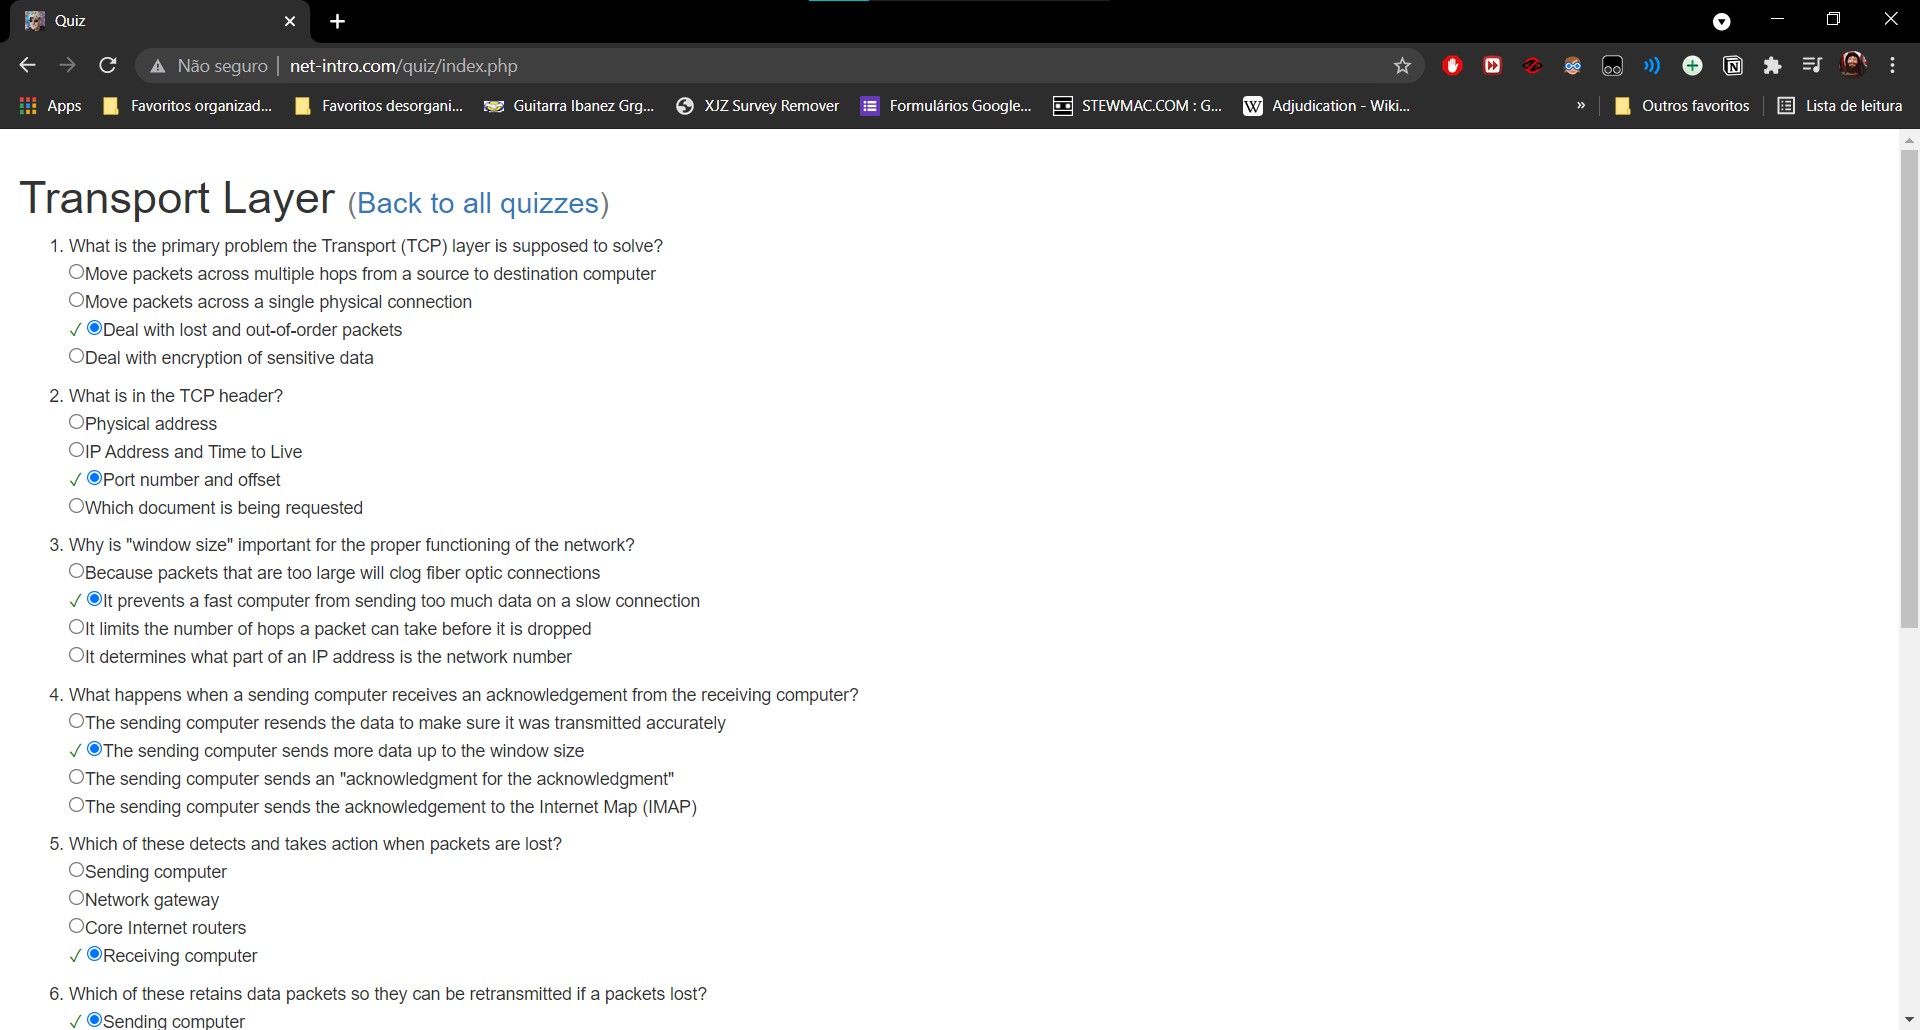 Quiz
Não seguro | net-intro.com/quiz/index.php
Apps Favoritos organizad... Favoritos desorgani... Guitarra Ibanez Grg... XJZ Survey Remover Formulários Google... STEWMAC.COM : G... W Adjudication - Wiki... » Outros favoritos Lista de leitura
Transport Layer (Back to all quizzes)
1. What is the primary problem the Transport (TCP) layer is supposed to solve?
Move packets across multiple hops from a source to destination computer
Move packets across a single physical connection
✓ Deal with lost and out-of-order packets
Deal with encryption of sensitive data
2. What is in the TCP header?
Physical address
IP Address and Time to Live
✓ Port number and offset
Which document is being requested
3. Why is "window size" important for the proper functioning of the network?
Because packets that are too large will clog fiber optic connections
✓ It prevents a fast computer from sending too much data on a slow connection
It limits the number of hops a packet can take before it is dropped
It determines what part of an IP address is the network number
4. What happens when a sending computer receives an acknowledgement from the receiving computer?
The sending computer resends the data to make sure it was transmitted accurately
✓ The sending computer sends more data up to the window size
The sending computer sends an "acknowledgment for the acknowledgment"
The sending computer sends the acknowledgement to the Internet Map (IMAP)
5. Which of these detects and takes action when packets are lost?
Sending computer
Network gateway
Core Internet routers
✓ Receiving computer
6. Which of these retains data packets so they can be retransmitted if a packets lost?
✓ Sending computer